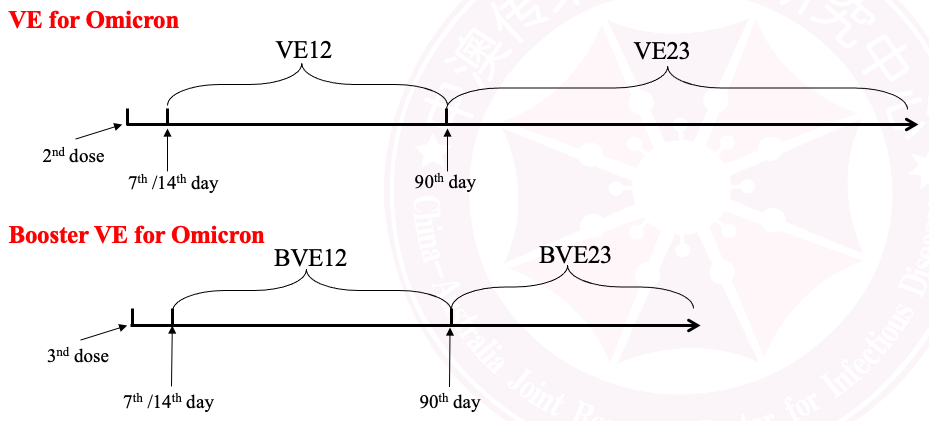 VE for Omicron
VE12
VE23
2nd dose
7th /14th day
90th day
Booster VE for Omicron
BVE12
BVE23
3nd dose
7th /14th day
90th day